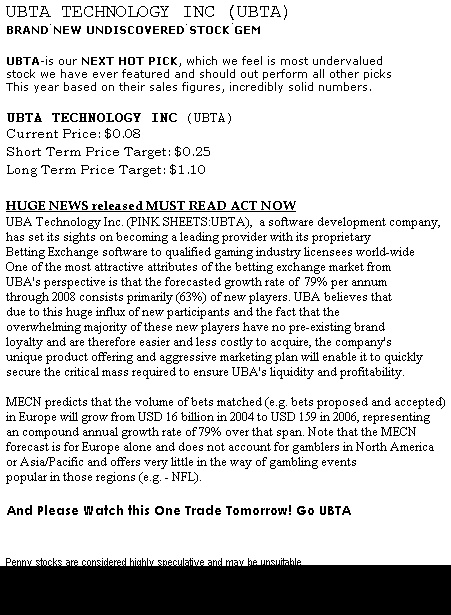 UBTA TECHNOLOGY INC (UBTA)
BRAND NEW UNDISCOVERED STOCK GEM
UBTA-is our NEXT HOT PICK, which we feel is most undervalued
stock we have ever featured and should out perform all other picks
This year based on their sales figures, incredibly solid numbers.
UBTA TECHNOLOGY INC (UBTA)
Current Price: $0.08
Short Term Price Target: $0.25
Long Term Price Target: $1.10
HUGE NEWS released MUST READ ACT NOW
UBA Technology Inc. (PINK SHEETS:UBTA), a software development company,
has set its sights on becoming a leading provider with its proprietary
Betting Exchange software to qualified gaming industry licensees world-wide
One of the most attractive attributes of the betting exchange market from
UBA's perspective is that the forecasted growth rate of 79% per annum
through 2008 consists primarily (63%) of new players. UBA believes that
due to this huge influx of new participants and the fact that the
overwhelming majority of these new players have no pre-existing brand
loyalty and are therefore easier and less costly to acquire, the company's
unique product offering and aggressive marketing plan will enable it to quickly
secure the critical mass required to ensure UBA's liquidity and profitability.
MECN predicts that the volume of bets matched (e.g. bets proposed and accepted)
in Europe will grow from USD 16 billion in 2004 to USD 159 in 2006, representing
an compound annual growth rate of 79% over that span. Note that the MECN
forecast is for Europe alone and does not account for gamblers in North America
or Asia/Pacific and offers very little in the way of gambling events
popular in those regions (e.g. - NFL).
And Please Watch this One Trade Tomorrow! Go UBTA
Penny stocks are considered highly speculative and may be unsuitable